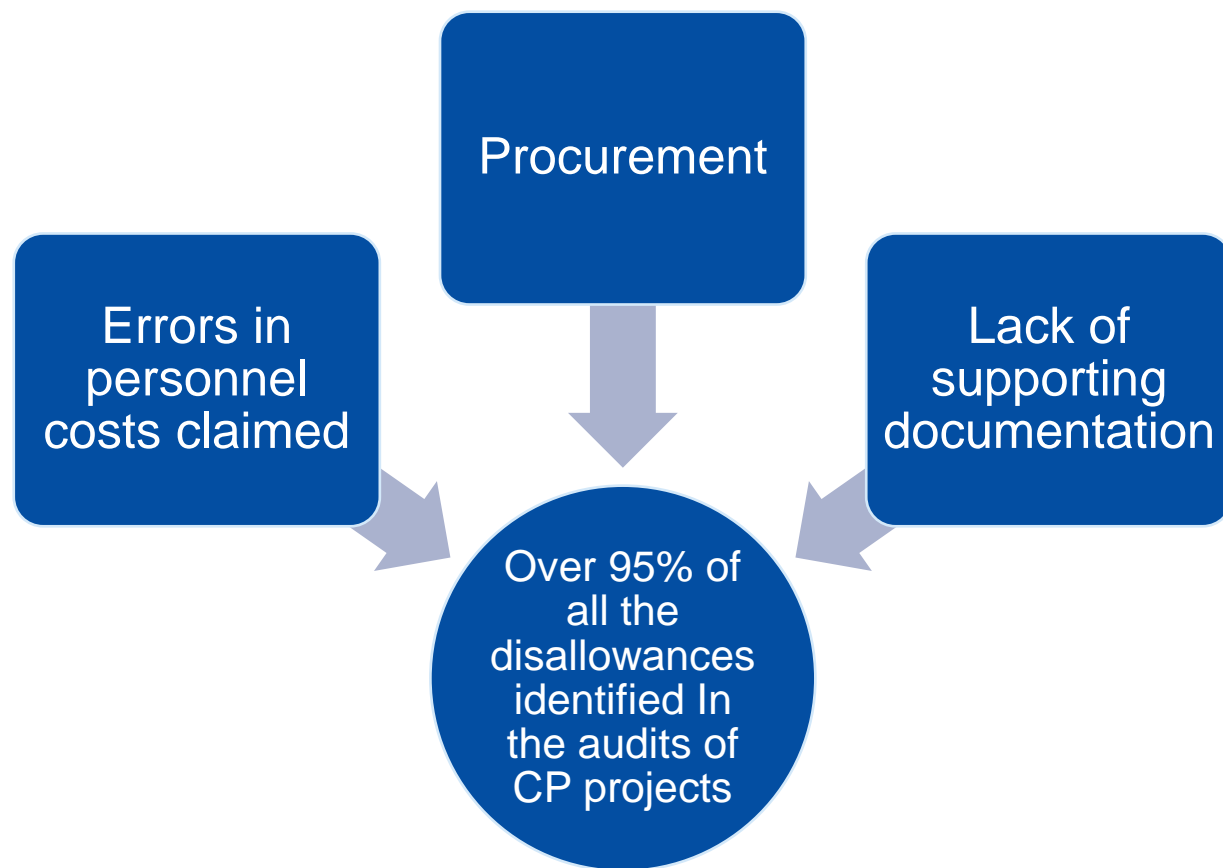 Procurement
Errors in
personnel
costs claimed
Lack of
supporting
documentation
Over 95% of
all the
disallowances
identified In
the audits of
CP projects